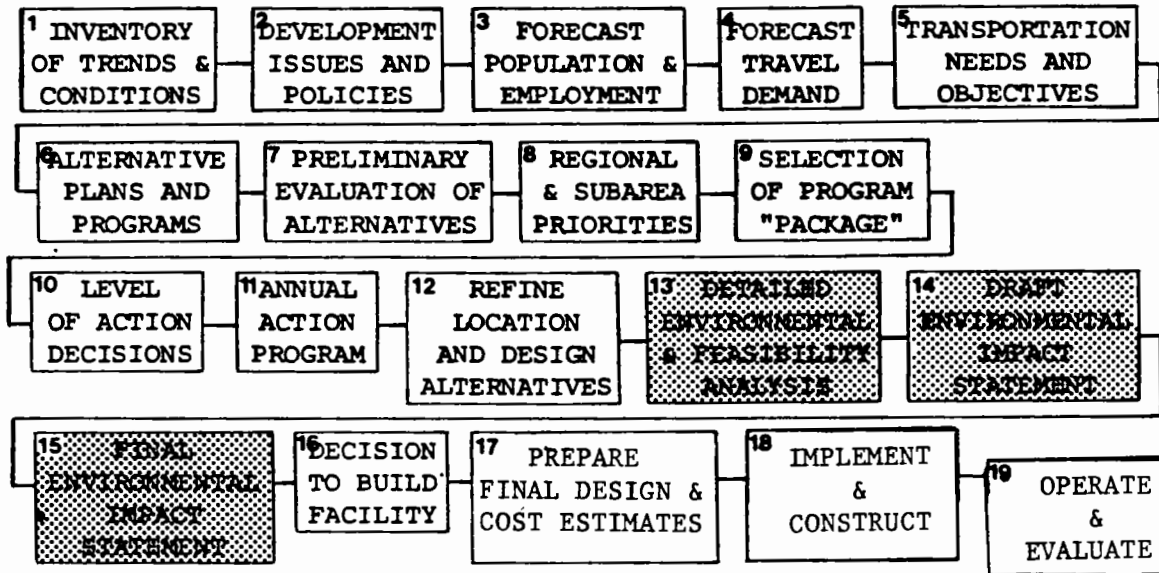 1 INVENTORY
OF TRENDS &
CONDITIONS
2 DEVELOPMENT
ISSUES AND
POLICIES
3 FORECAST
POPULATION &
EMPLOYMENT
4 FORECAST
TRAVEL
DEMAND
5 TRANSPORTATION
NEEDS AND
OBJECTIVES
6 ALTERNATIVE
PLANS AND
PROGRAMS
7 PRELIMINARY
EVALUATION OF
ALTERNATIVES
8 REGIONAL
& SUBAREA
PRIORITIES
9 SELECTION
OF PROGRAM
"PACKAGE"
10 LEVEL
OF ACTION
DECISIONS
11 ANNUAL
ACTION
PROGRAM
12 REFINE
LOCATION
AND DESIGN
ALTERNATIVES
13 DETAILED
ENVIRONMENTAL
& FEASIBILITY
ANALYSIS
14 DRAFT
ENVIRONMENTAL
IMPACT
STATEMENT
15 FINAL
ENVIRONMENTAL
IMPACT
STATEMENT
16 DECISION
TO BUILD
FACILITY
17 PREPARE
FINAL DESIGN &
COST ESTIMATES
18 IMPLEMENT
&
CONSTRUCT
19 OPERATE
&
EVALUATE